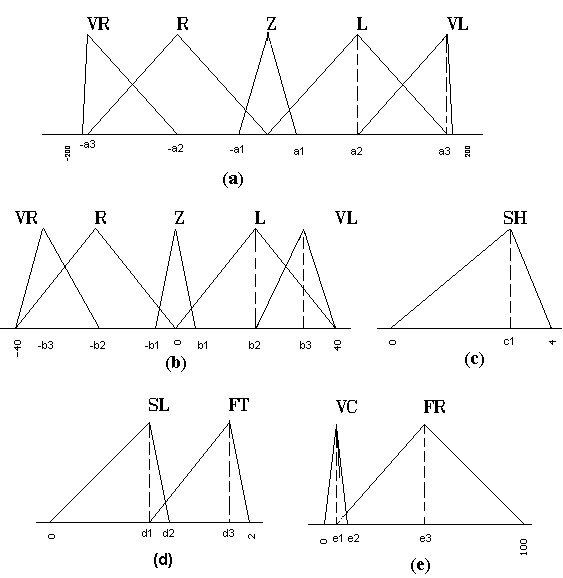 VR R Z L VL
-200 -a3 -a2 -a1 a1 a2 a3 200
(a)
VR R Z L VL SH
-40 -b3 -b2 -b1 0 b1 b2 b3 40 0 c1 4
(b) (c)
SL FT VC FR
0 d1 d2 d3 2 0 e1 e2 e3 100
(d) (e)